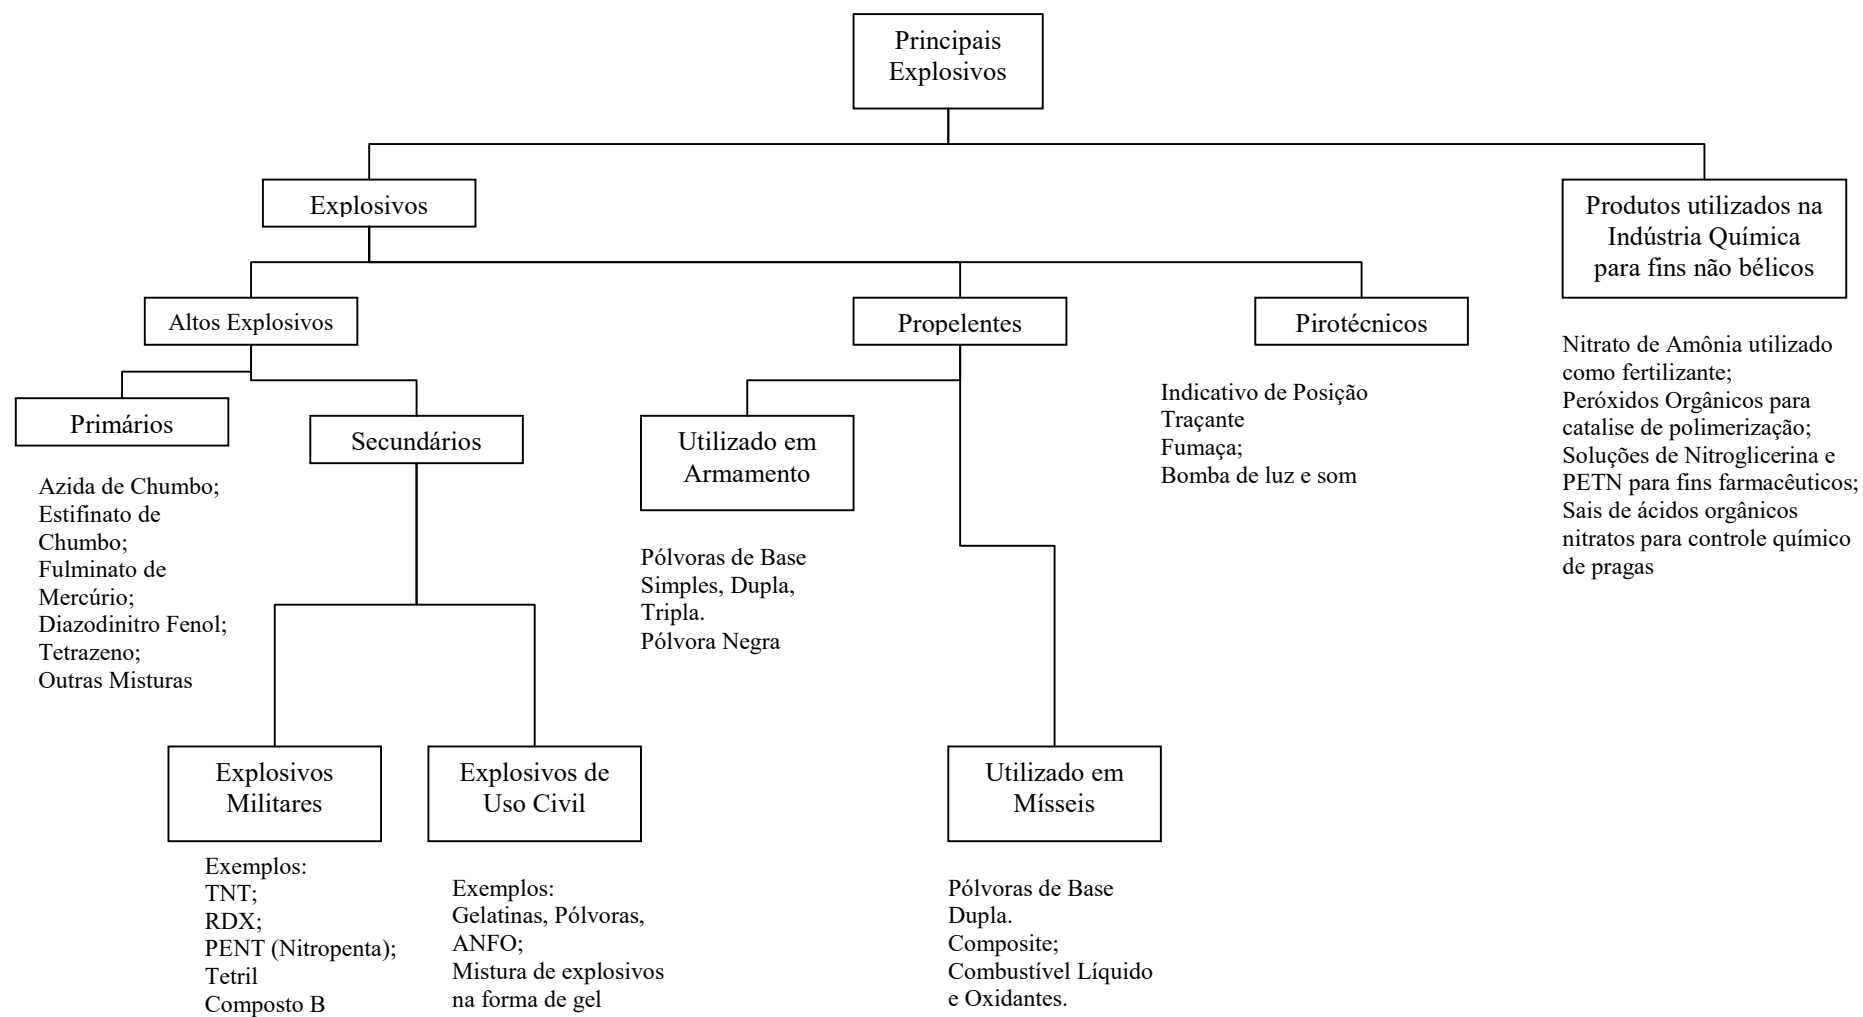 Principais
Explosivos
Explosivos
Produtos utilizados na
Indústria Química
para fins não bélicos
Altos Explosivos
Propelentes
Pirotécnicos
Nitrato de Amônia utilizado
como fertilizante;
Peróxidos Orgânicos para
catalise de polimerização;
Soluções de Nitroglicerina e
PETN para fins farmacêuticos;
Sais de ácidos orgânicos
nitratos para controle químico
de pragas
Indicativo de Posição
Traçante
Fumaça;
Bomba de luz e som
Primários
Secundários
Utilizado em
Armamento
Azida de Chumbo;
Estifinato de
Chumbo;
Fulminato de
Mercúrio;
Diazodinitro Fenol;
Tetrazeno;
Outras Misturas
Pólvoras de Base
Simples, Dupla,
Tripla.
Pólvora Negra
Explosivos
Militares
Explosivos de
Uso Civil
Utilizado em
Mísseis
Exemplos:
TNT;
RDX;
PENT (Nitropenta);
Tetril
Composto B
Exemplos:
Gelatinas, Pólvoras,
ANFO;
Mistura de explosivos
na forma de gel
Pólvoras de Base
Dupla.
Composite;
Combustível Líquido
e Oxidantes.